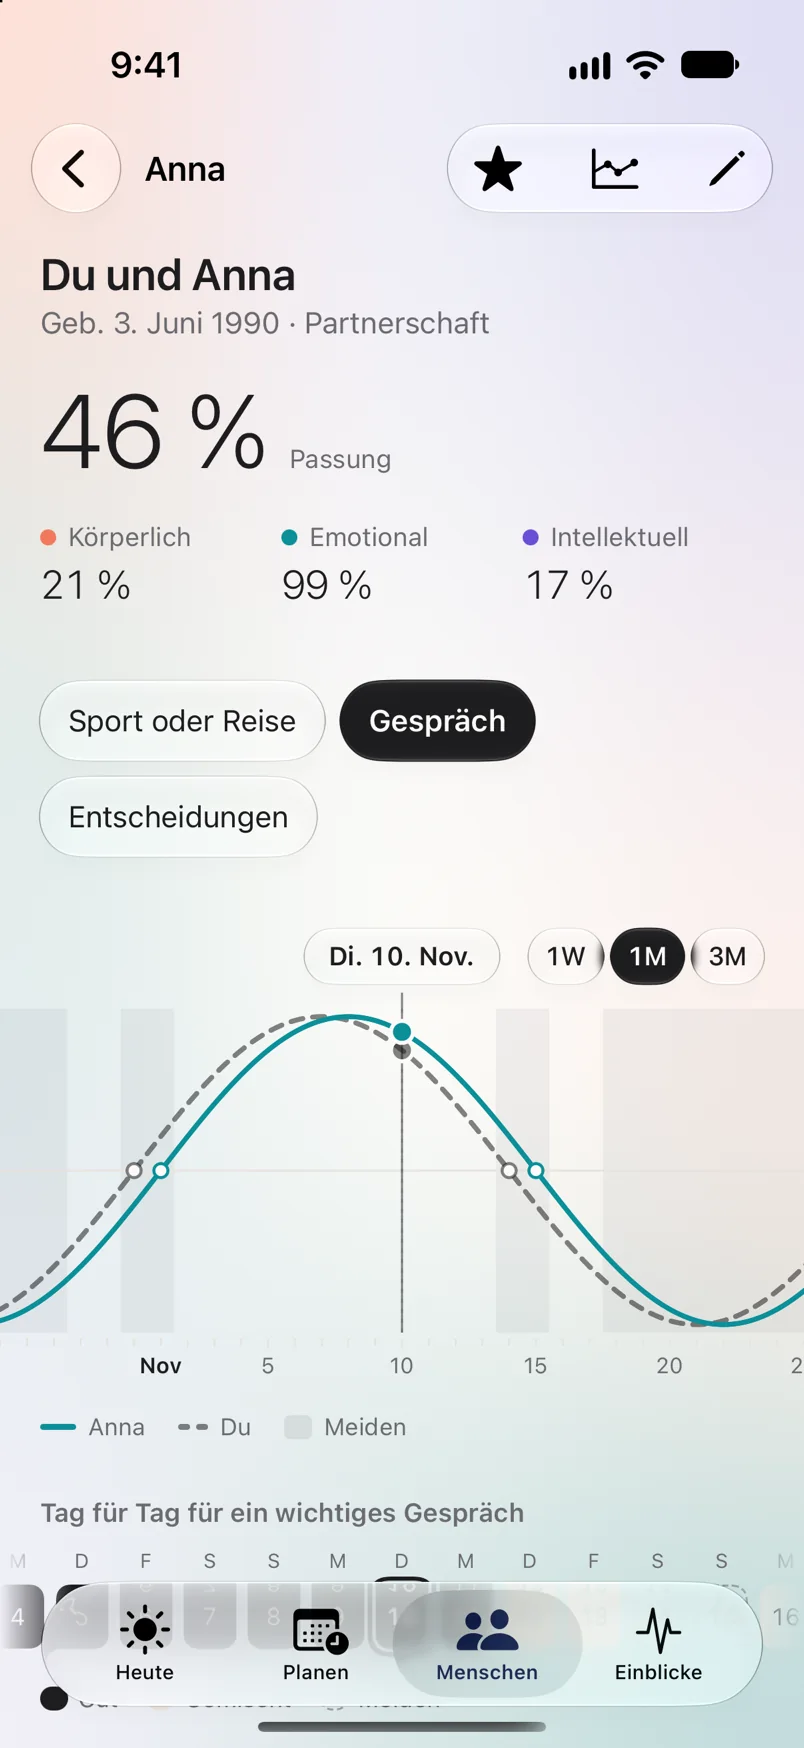 9:41
Anna
Du und Anna
Geb. 3. Juni 1990 · Partnerschaft
46 % Passung
Körperlich Emotional Intellektuell
21 % 99 % 17 %
Sport oder Reise Gespräch
Entscheidungen
Di. 10. Nov. 1W 1M 3M
Nov 5 10 15 20
Anna Du Meiden
Tag für Tag für ein wichtiges Gespräch
M D F S S M D M D F S S M
4 5 7 8 16
Heute Planen Menschen Einblicke